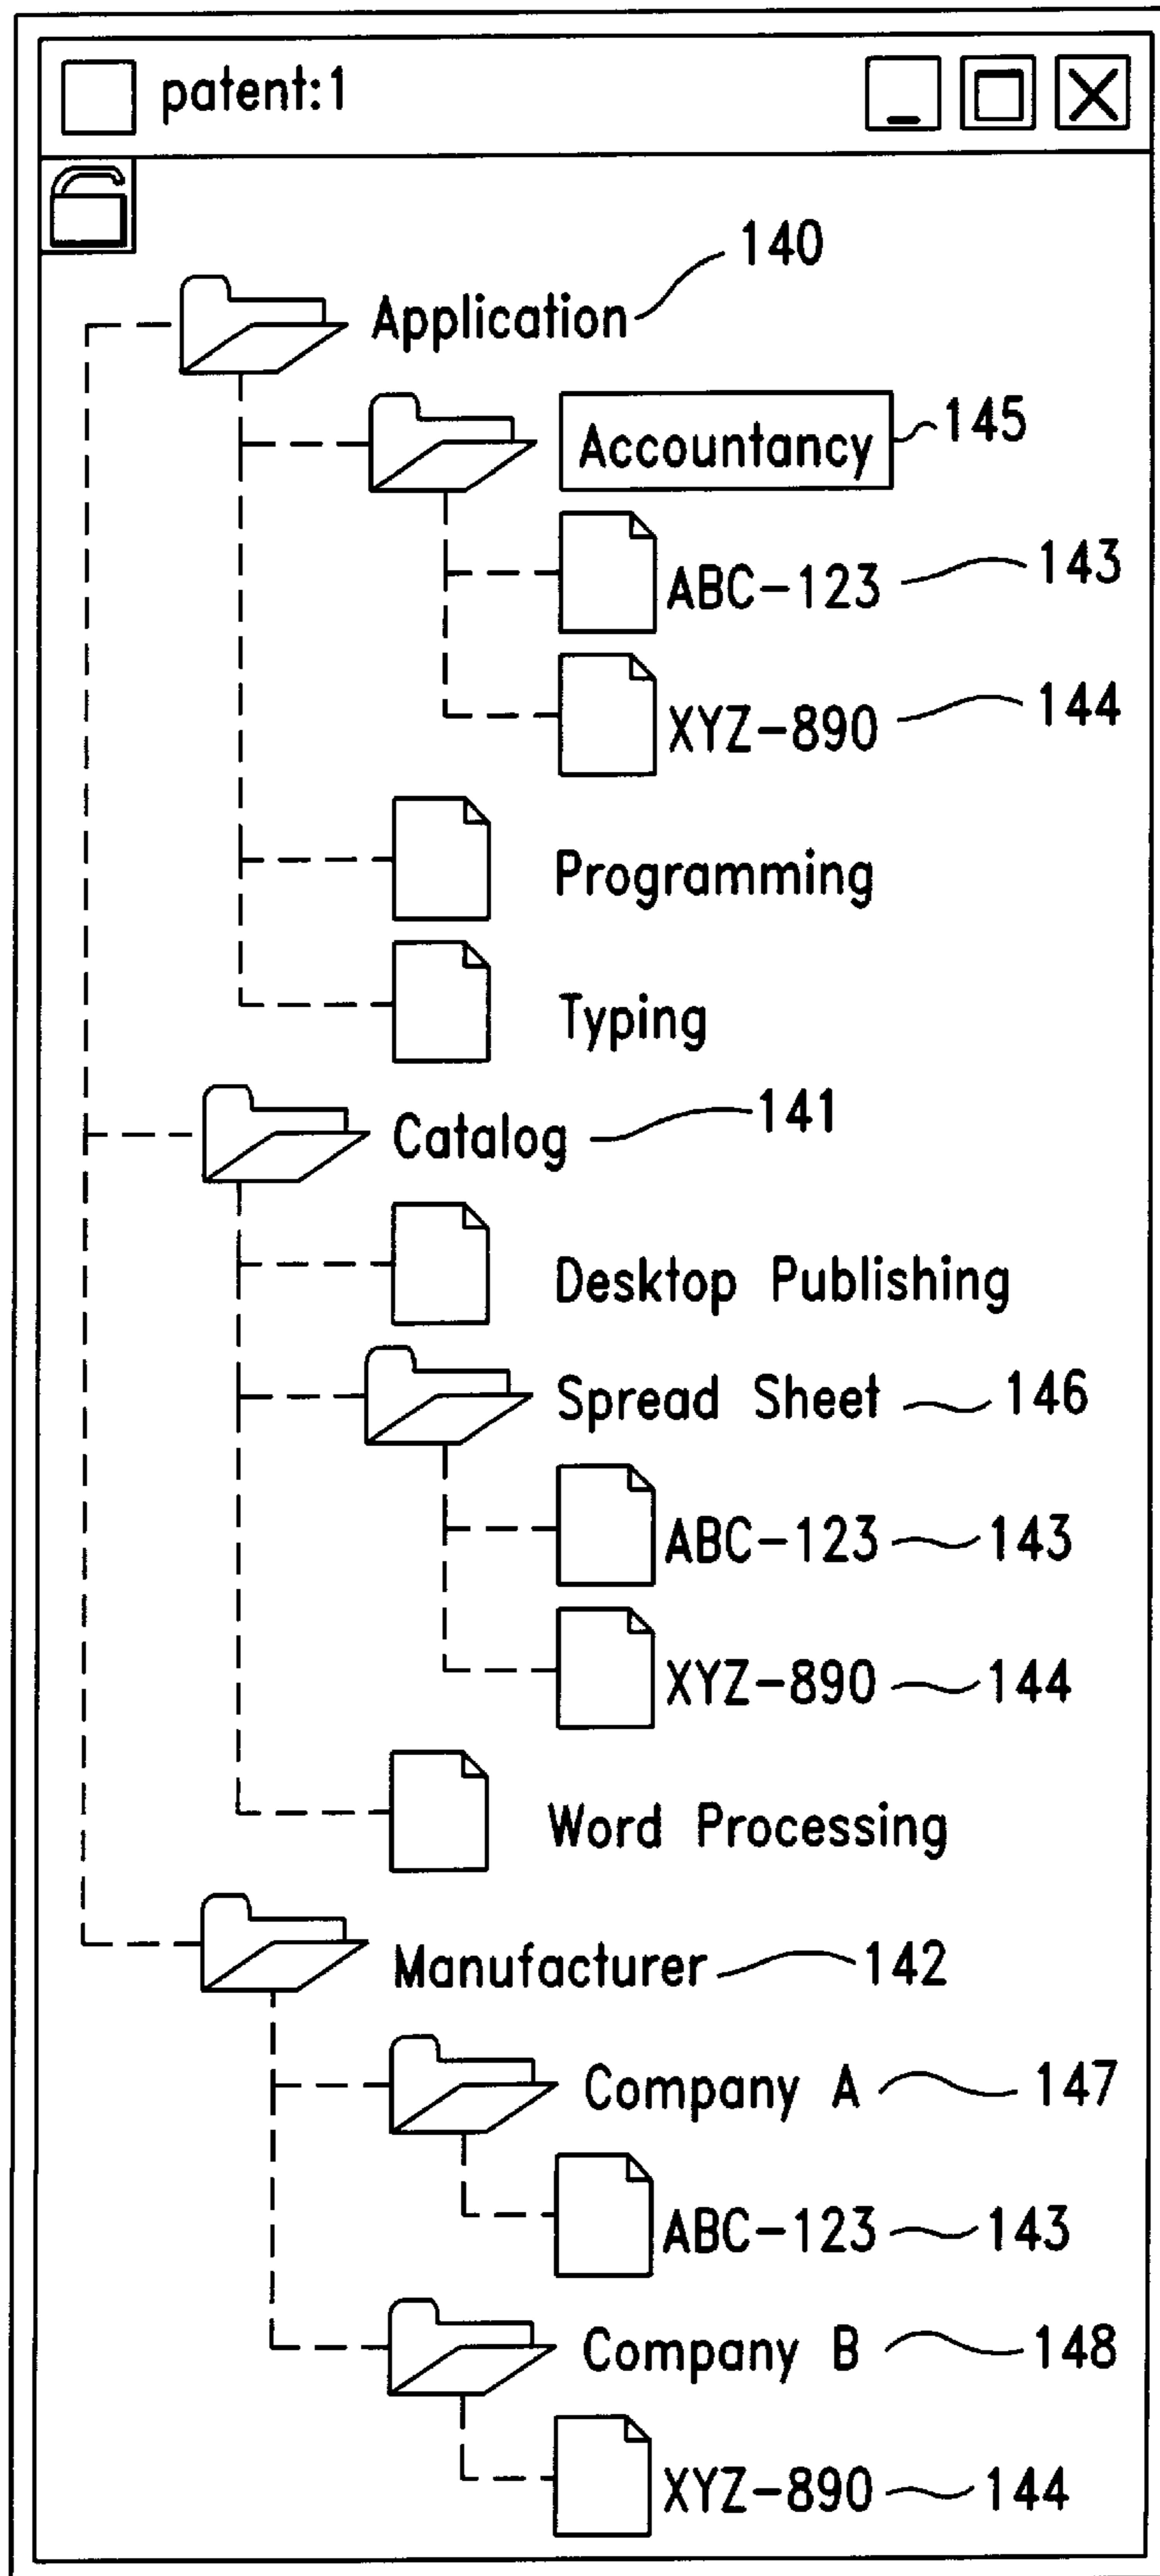 patent:1
Application 140
Accountancy 145
ABC-123 143
XYZ-890 144
Programming
Typing
Catalog 141
Desktop Publishing
Spread Sheet 146
ABC-123 143
XYZ-890 144
Word Processing
Manufacturer 142
Company A 147
ABC-123 143
Company B 148
XYZ-890 144